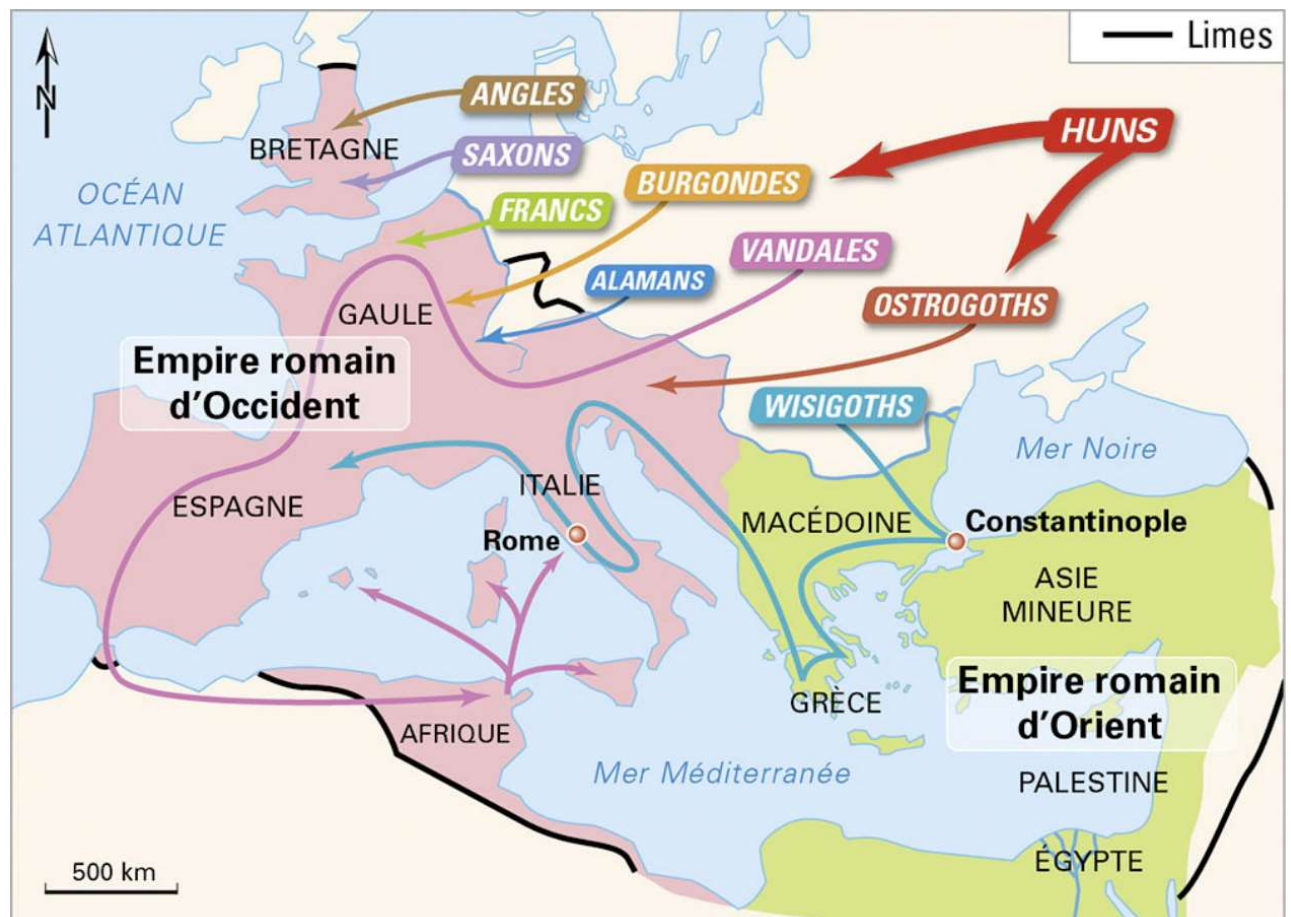 Limes
N
ANGLES
HUNS
BRETAGNE
SAXONS
BURGONDES
OCÉAN
ATLANTIQUE
FRANCS
VANDALES
ALAMANS
OSTROGOTHS
GAULE
Empire romain
d'Occident
WISIGOTHS
Mer Noire
ITALIE
ESPAGNE
MACÉDOINE
Constantinople
Rome
ASIE
MINEURE
Empire romain
d'Orient
GRÈCE
AFRIQUE
Mer Méditerranée
PALESTINE
ÉGYPTE
500 km